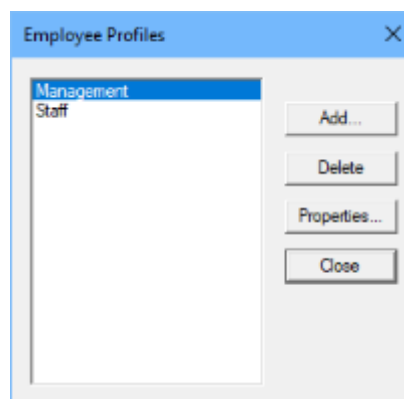 Employee Profiles
Management
Staff
Add...
Delete
Properties...
Close